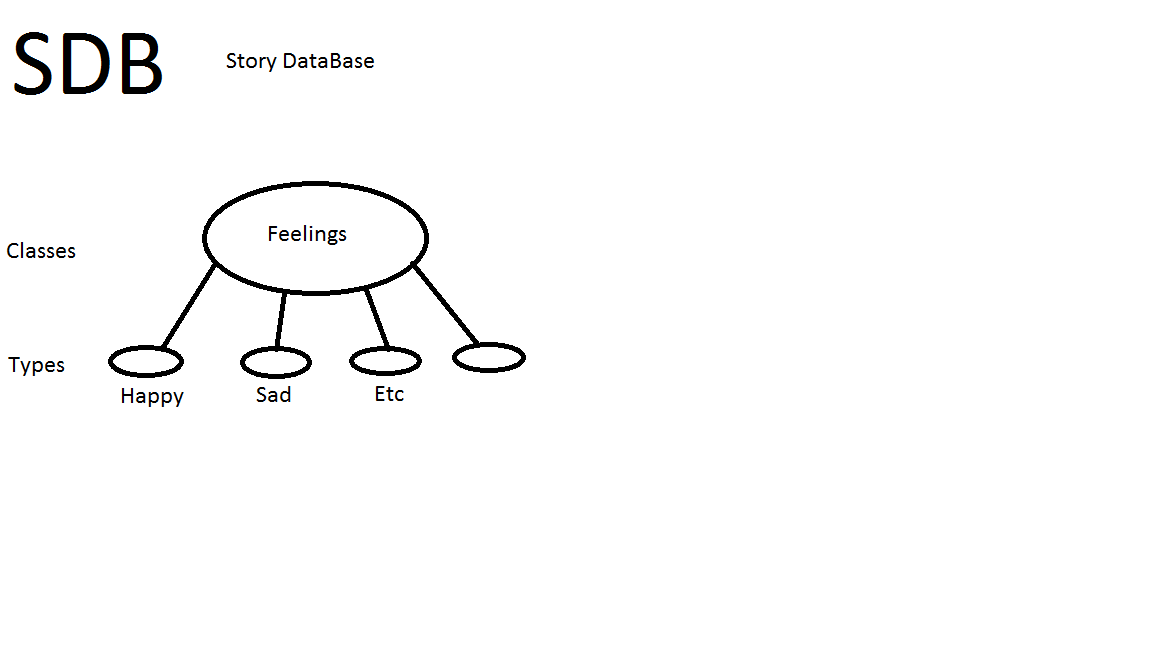 SDB
Story DataBase
Feelings
Classes
Types
Happy
Sad
Etc